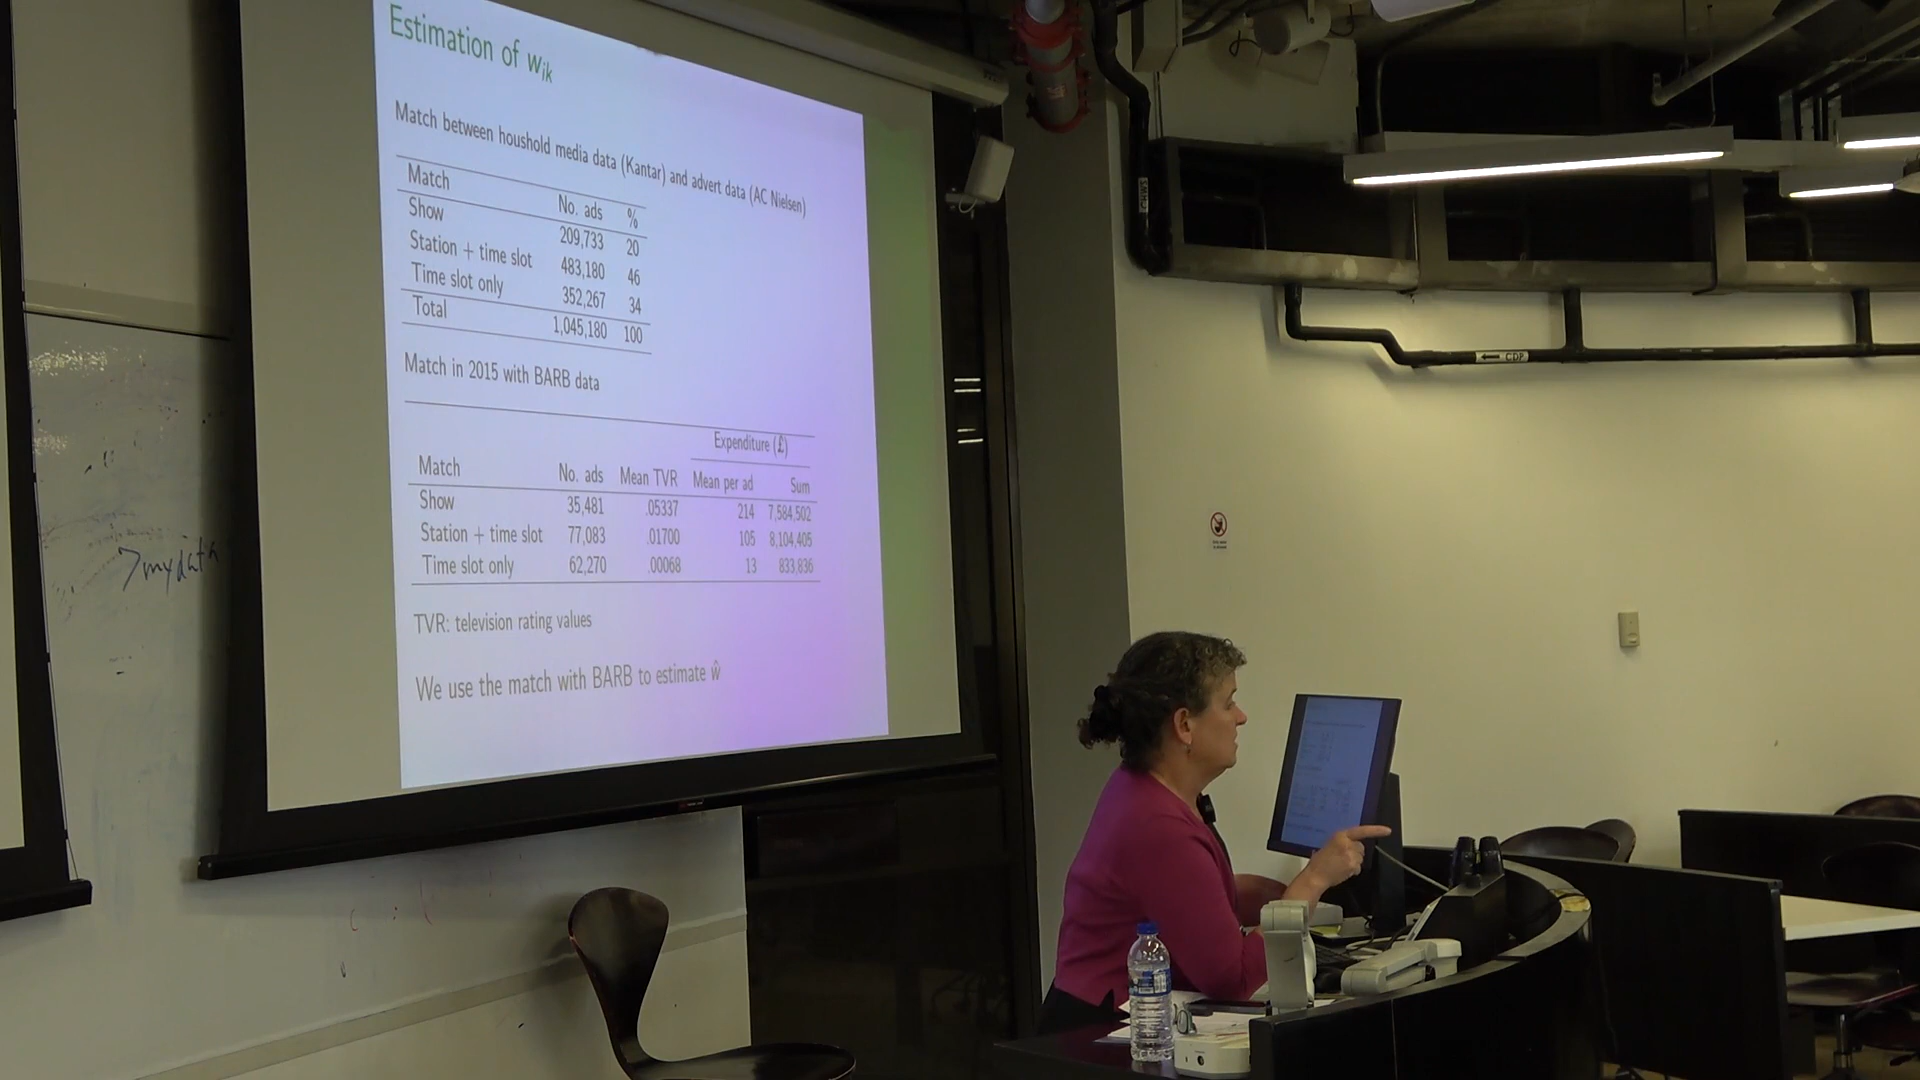 Estimation of w_ik
Match between houshold media data (Kantar) and advert data (AC Nielsen)
Match No. ads %
Show 209,733 20
Station + time slot 483,180 46
Time slot only 352,267 34
Total 1,045,180 100
Match in 2015 with BARB data
Expenditure (£)
Match No. ads Mean TVR Mean per ad Sum
Show 35,481 .05337 214 7,584,502
Station + time slot 77,083 .01700 105 8,104,405
Time slot only 62,270 .00068 13 833,836
TVR: television rating values
We use the match with BARB to estimate ŵ
>mydata
CHWS
← CDP